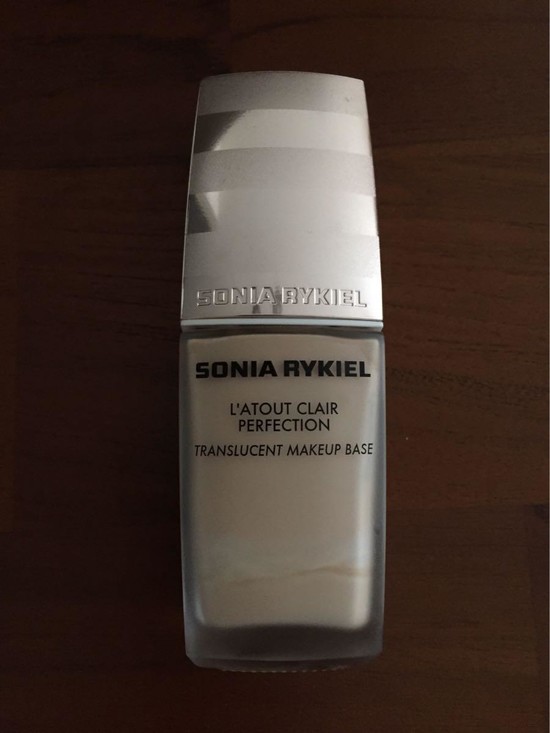 SONIA RYKIEL
SONIA RYKIEL
L'ATOUT CLAIR
PERFECTION
TRANSLUCENT MAKEUP BASE